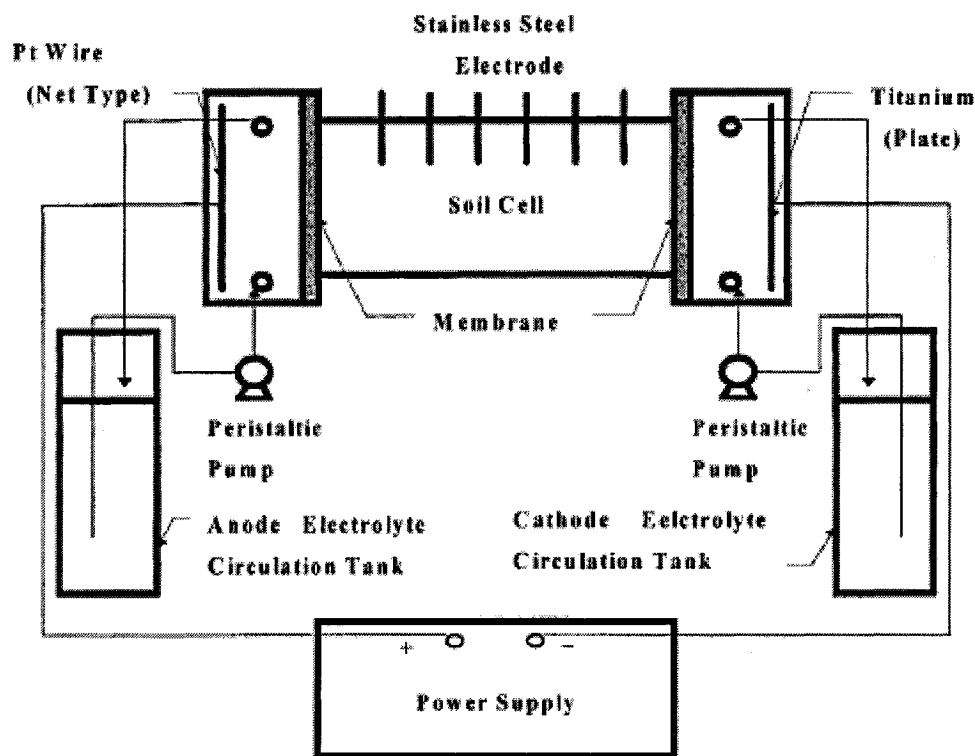 Stainless Steel
Electrode
Pt Wire
(Net Type)
Titanium
(Plate)
Soil Cell
Membrane
Peristaltic
Pump
Peristaltic
Pump
Anode Electrolyte
Circulation Tank
Cathode Eelctrolyte
Circulation Tank
+
−
Power Supply